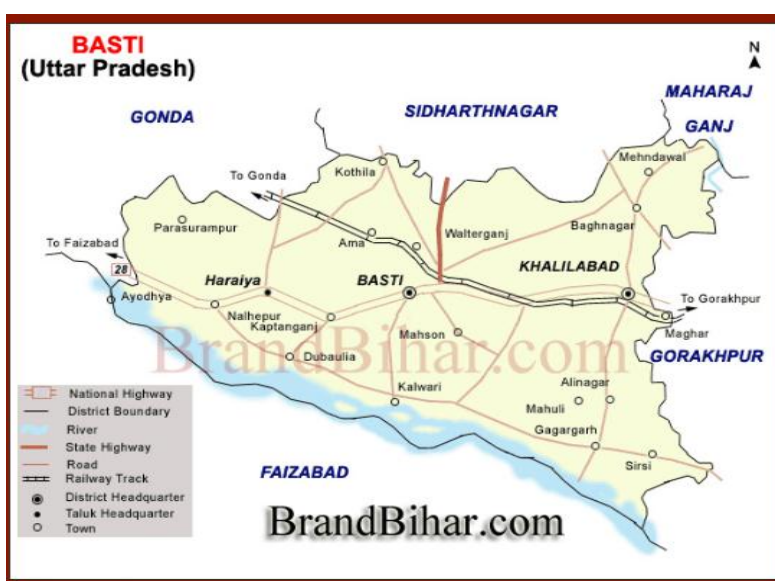 BASTI
(Uttar Pradesh)
N
MAHARAJ
GANJ
GONDA
SIDHARTHNAGAR
Mehndawal
Kothila
To Gonda
Parasurampur
Baghnagar
Walterganj
Ama
To Faizabad
28
Haraiya
BASTI
KHALILABAD
Ayodhya
To Gorakhpur
Nalhepur
Kaptanganj
Mahson
Maghar
BrandBihar.com
Dubaulia
GORAKHPUR
Kalwari
Alinagar
Mahuli
Gagargarh
Sirsi
FAIZABAD
National Highway
District Boundary
River
State Highway
Road
Railway Track
District Headquarter
Taluk Headquarter
Town
BrandBihar.com